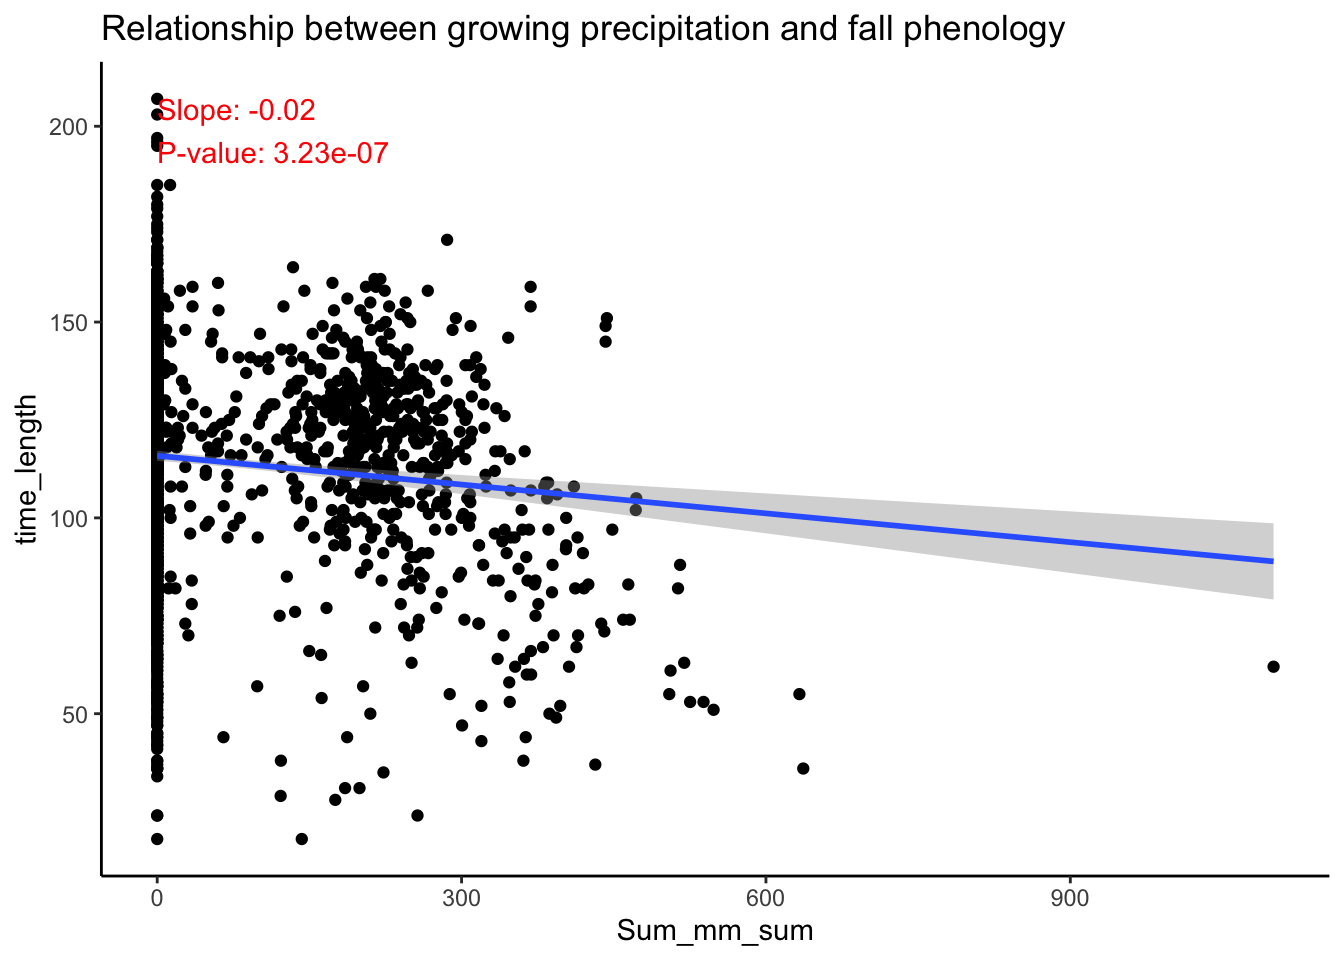 Relationship between growing precipitation and fall phenology
Slope: -0.02
P-value: 3.23e-07
200
150
100
50
time_length
0 300 600 900
Sum_mm_sum